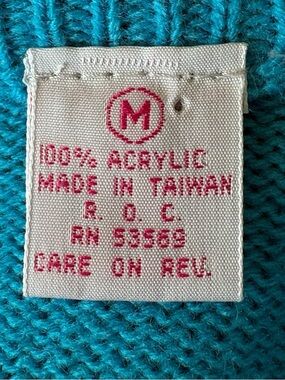 M
100% ACRYLIC
MADE IN TAIWAN
R. O. C.
RN 53569
CARE ON REV.